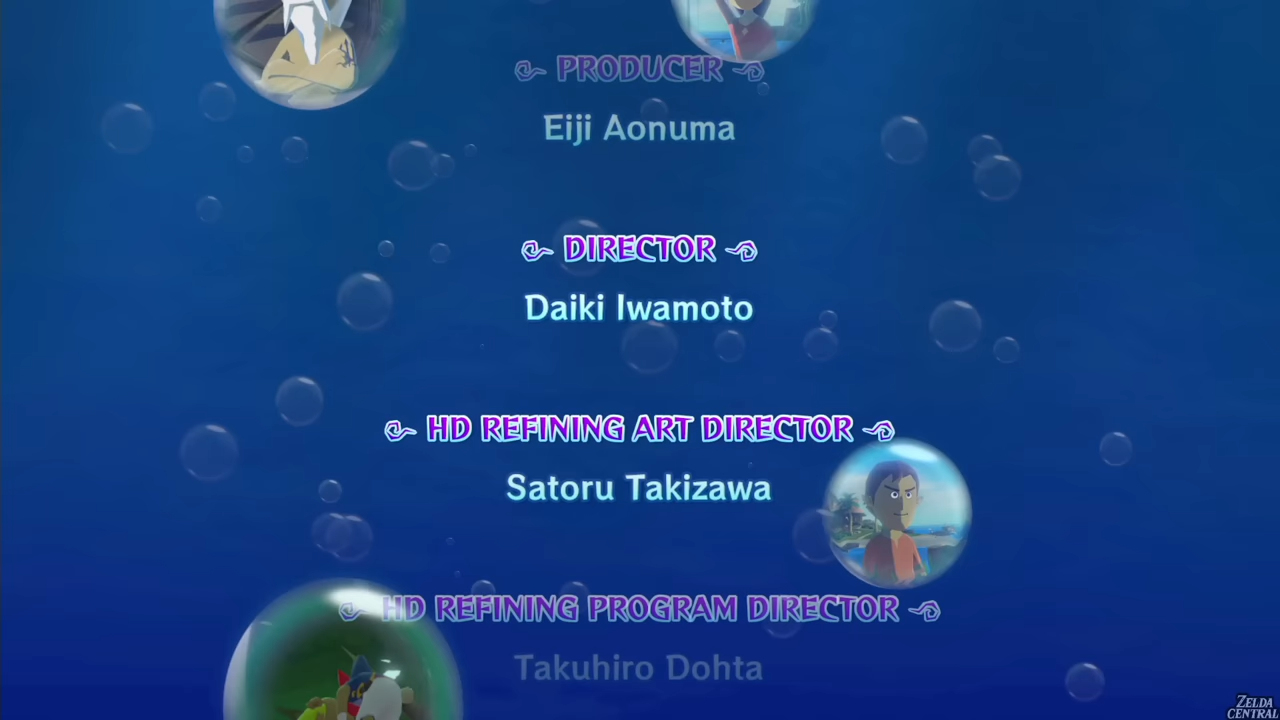 PRODUCER
Eiji Aonuma
DIRECTOR
Daiki Iwamoto
HD REFINING ART DIRECTOR
Satoru Takizawa
HD REFINING PROGRAM DIRECTOR
Takuhiro Dohta
ZELDA
CENTRAL